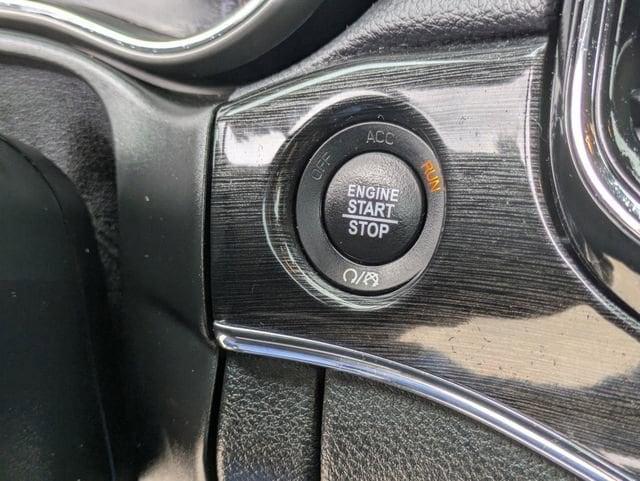 OFF
ACC
RUN
ENGINE
START
STOP